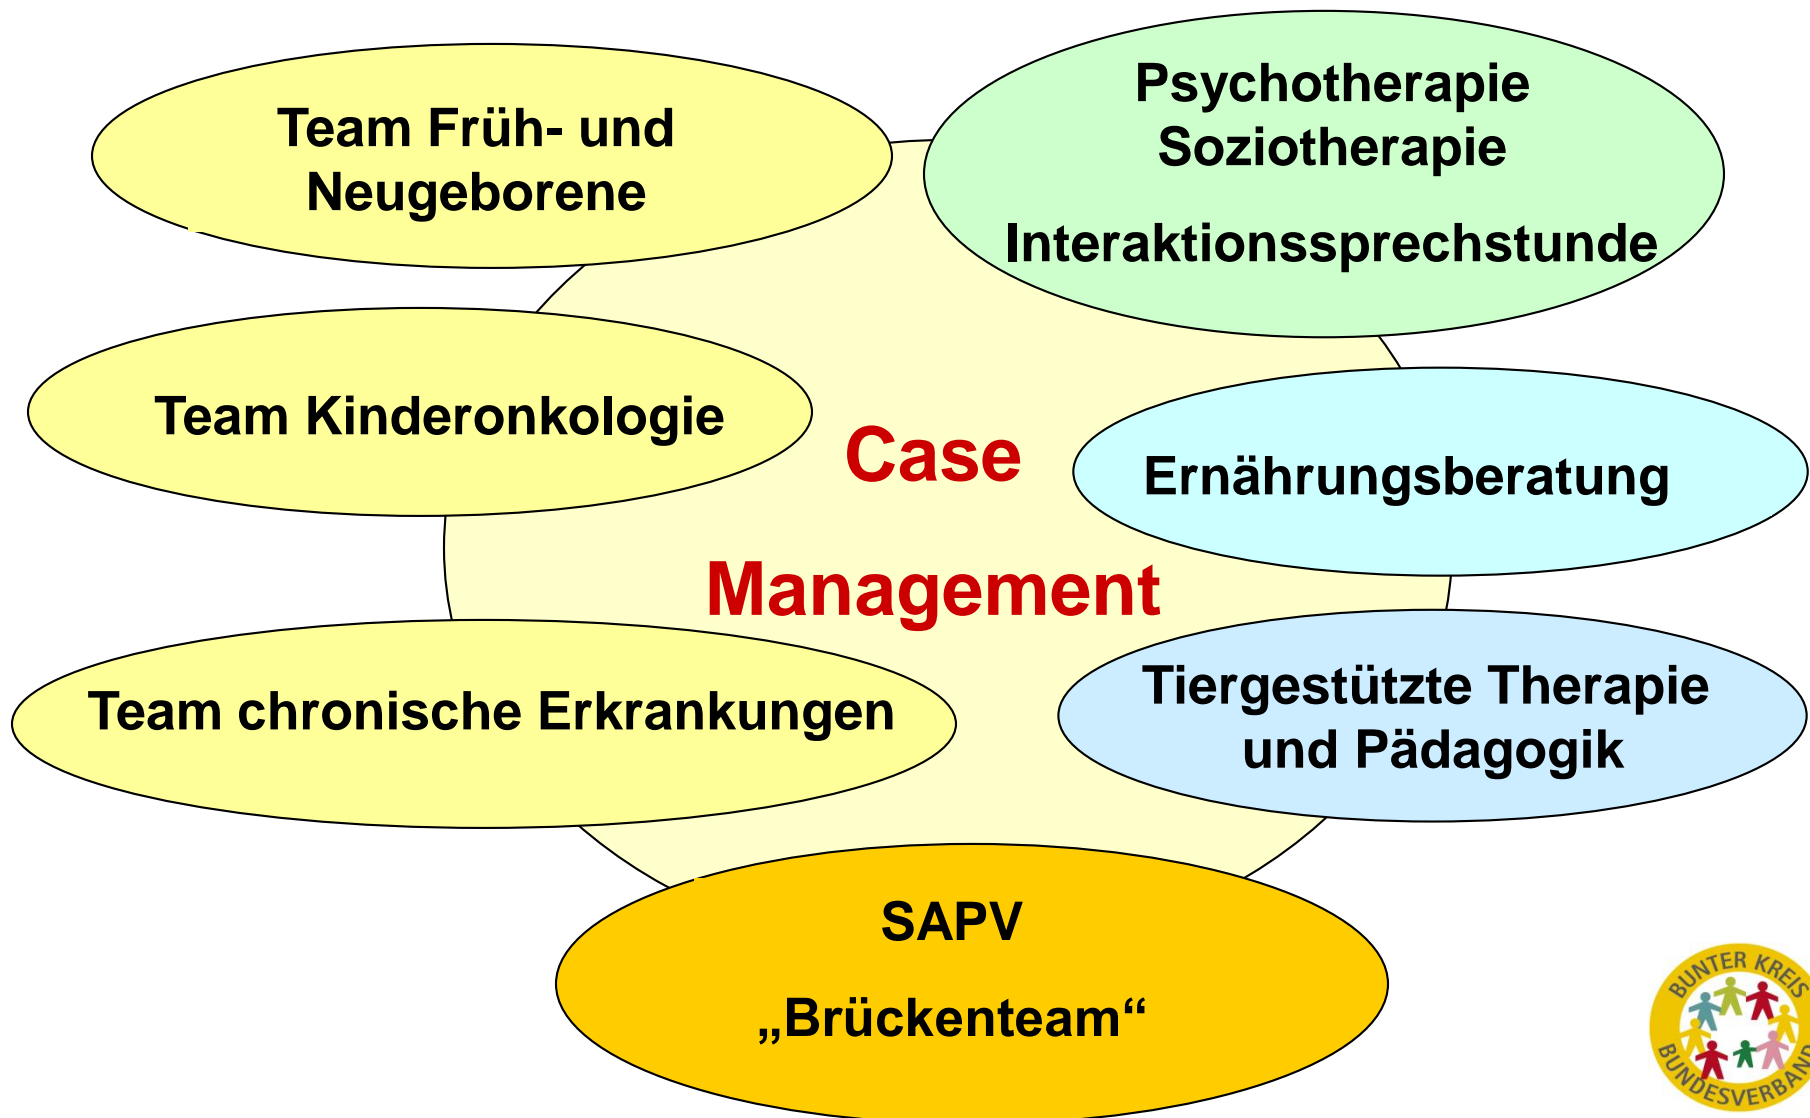 Team Früh- und
Neugeborene
Psychotherapie
Soziotherapie
Interaktionssprechstunde
Team Kinderonkologie
Case
Management
Ernährungsberatung
Team chronische Erkrankungen
Tiergestützte Therapie
und Pädagogik
SAPV
„Brückenteam“
BUNTER KREIS
BUNDESVERBAND